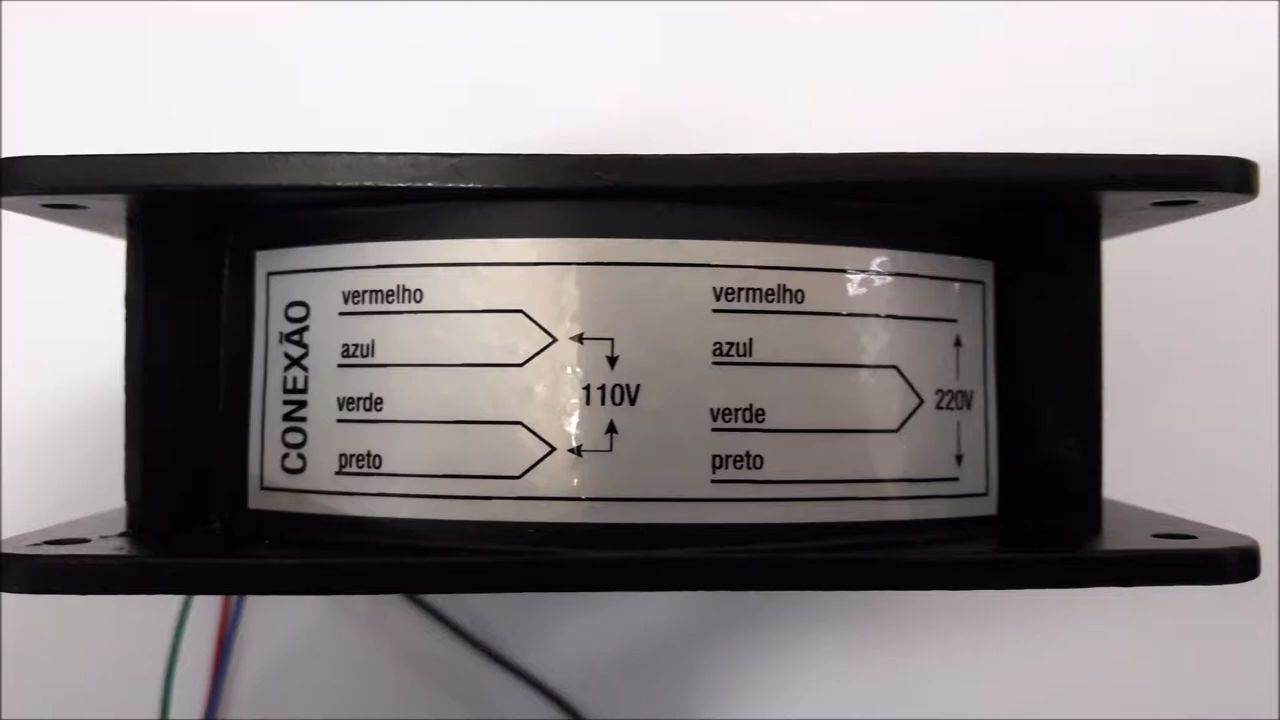 CONEXÃO
vermelho
azul
verde
preto
110V
vermelho
azul
verde
preto
220V